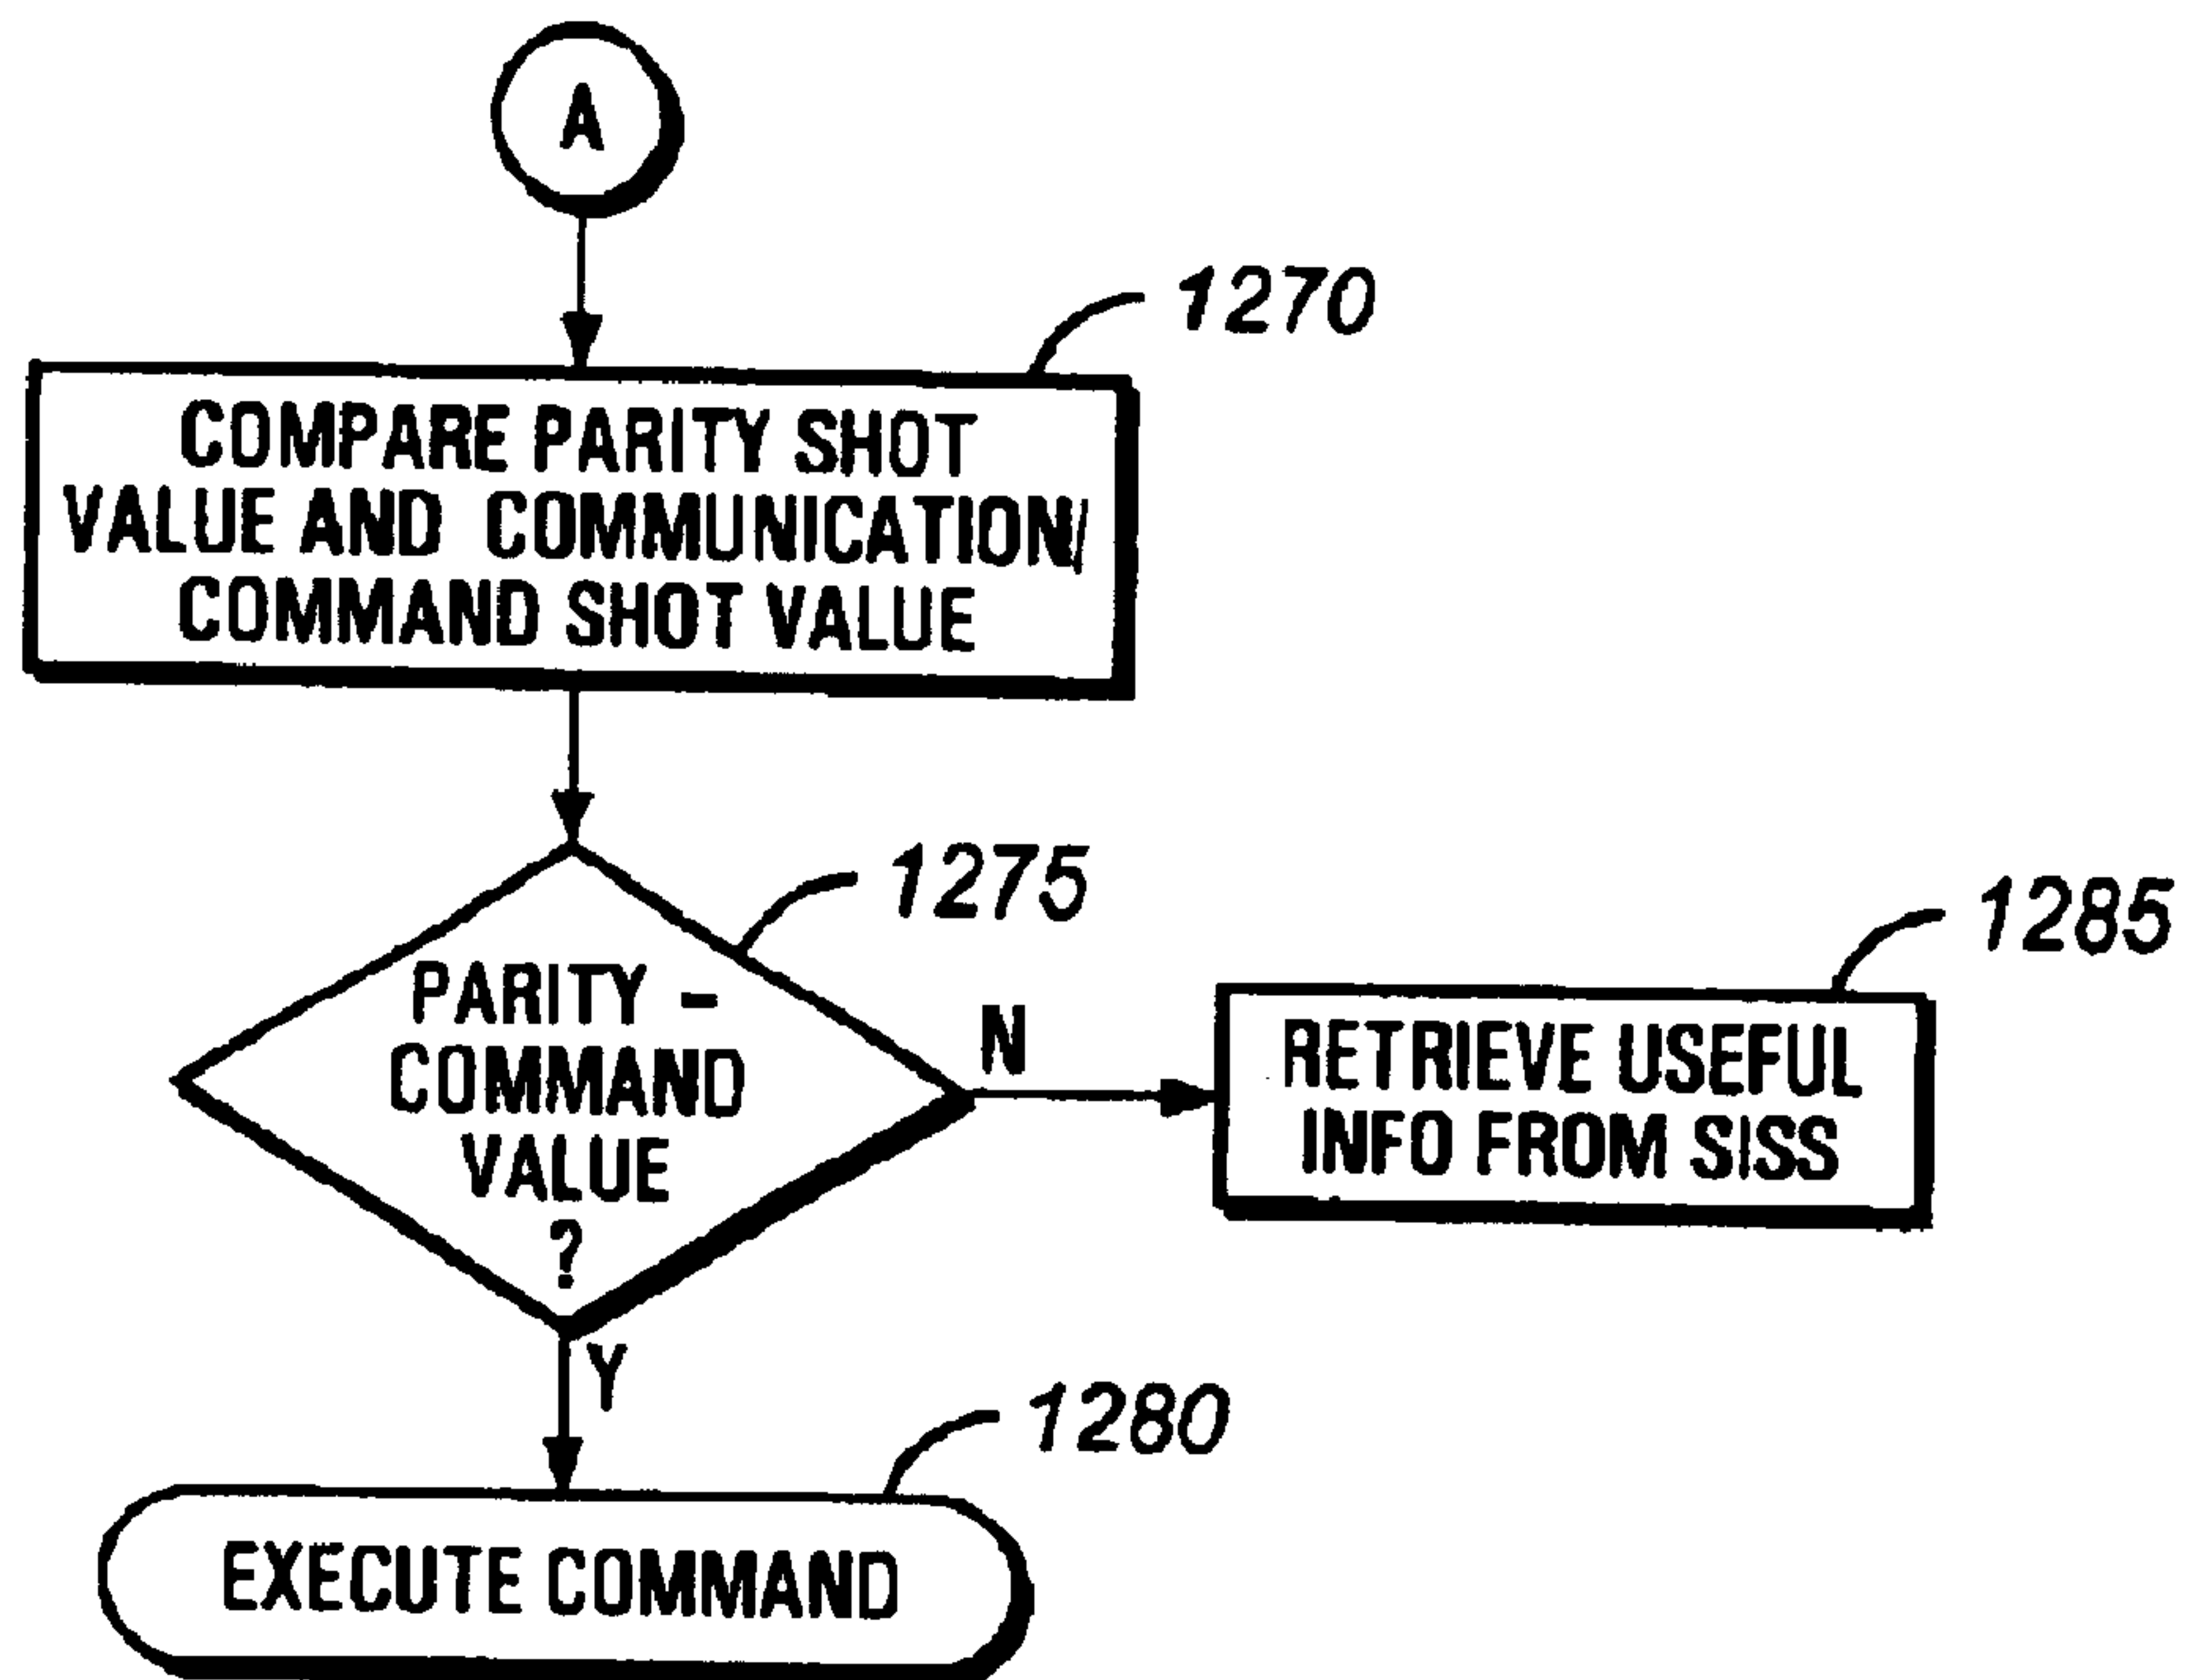 A
1270
COMPARE PARITY SHOT
VALUE AND COMMUNICATION/
COMMAND SHOT VALUE
1275
PARITY -
COMMAND
VALUE
?
N
1285
RETRIEVE USEFUL
INFO FROM SISS
Y
1280
EXECUTE COMMAND